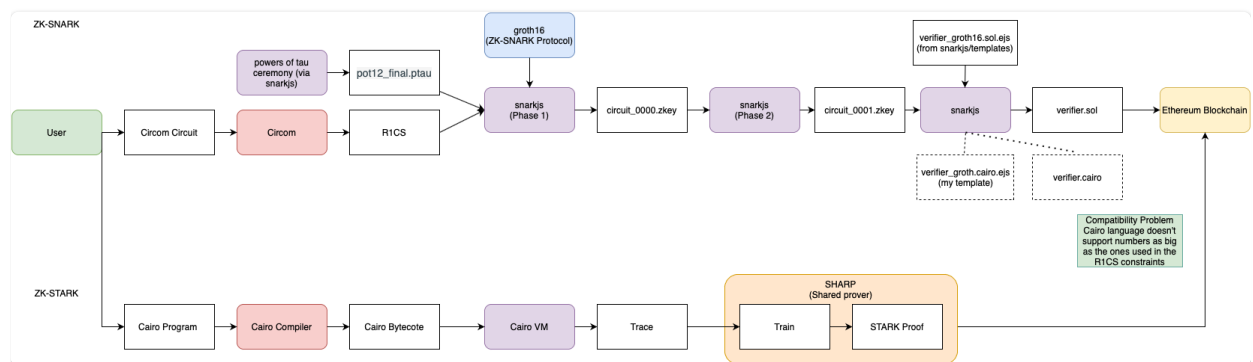 ZK-SNARK
groth16
(ZK-SNARK Protocol)
verifier_groth16.sol.ejs
(from snarkjs/templates)
powers of tau
ceremony (via
snarkjs)
pot12_final.ptau
User
Circom Circuit
Circom
R1CS
snarkjs
(Phase 1)
circuit_0000.zkey
snarkjs
(Phase 2)
circuit_0001.zkey
snarkjs
verifier.sol
Ethereum Blockchain
verifier_groth.cairo.ejs
(my template)
verifier.cairo
Compatibility Problem
Cairo language doesn't
support numbers as big
as the ones used in the
R1CS constraints
ZK-STARK
SHARP
(Shared prover)
Cairo Program
Cairo Compiler
Cairo Bytecote
Cairo VM
Trace
Train
STARK Proof